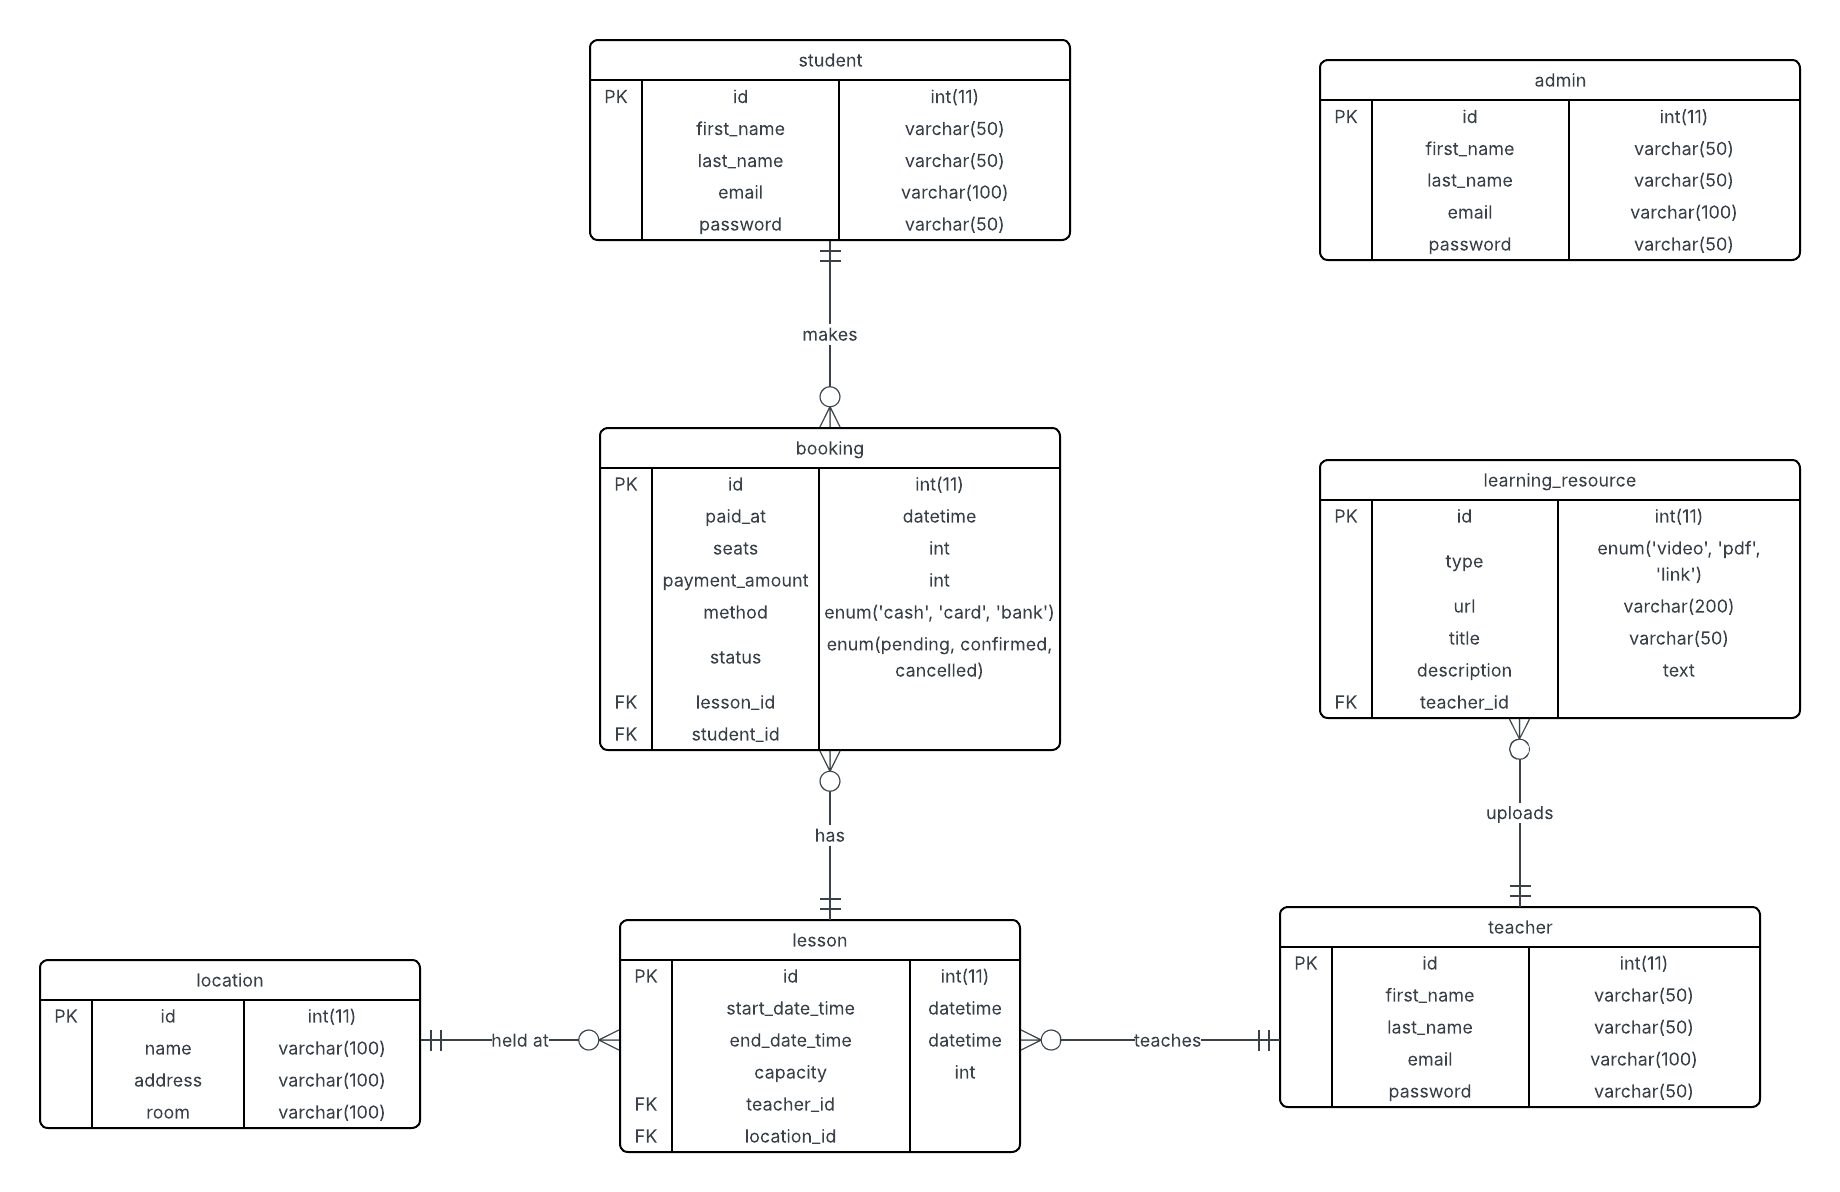 student
PK id int(11)
first_name varchar(50)
last_name varchar(50)
email varchar(100)
password varchar(50)
admin
PK id int(11)
first_name varchar(50)
last_name varchar(50)
email varchar(100)
password varchar(50)
makes
booking
PK id int(11)
paid_at datetime
seats int
payment_amount int
method enum('cash', 'card', 'bank')
status enum(pending, confirmed,
cancelled)
FK lesson_id
FK student_id
learning_resource
PK id int(11)
type enum('video', 'pdf',
'link')
url varchar(200)
title varchar(50)
description text
FK teacher_id
has
uploads
location
PK id int(11)
name varchar(100)
address varchar(100)
room varchar(100)
held at
lesson
PK id int(11)
start_date_time datetime
end_date_time datetime
capacity int
FK teacher_id
FK location_id
teaches
teacher
PK id int(11)
first_name varchar(50)
last_name varchar(50)
email varchar(100)
password varchar(50)